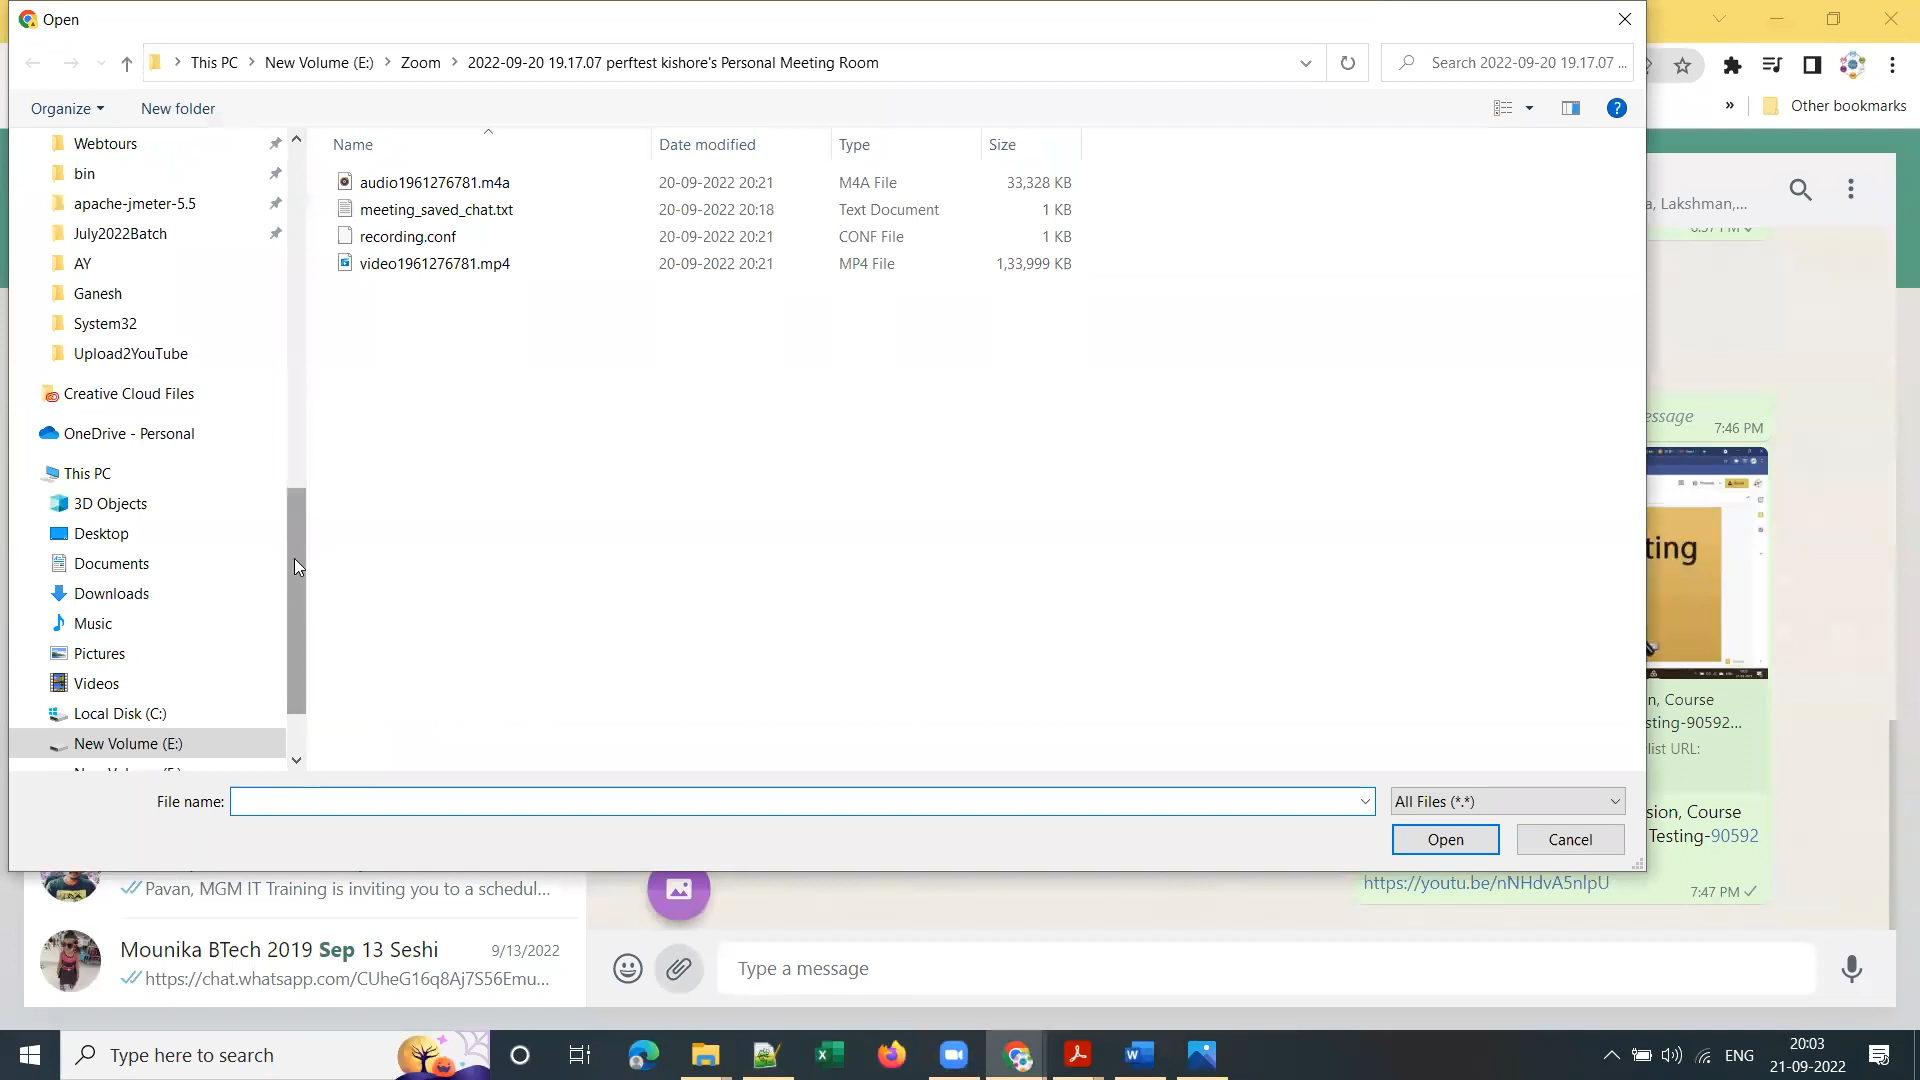 Open
This PC
New Volume (E:)
Zoom
2022-09-20 19.17.07 perftest kishore's Personal Meeting Room
Search 2022-09-20 19.17.07 ...
Organize
New folder
»
Other bookmarks
Name
Date modified
Type
Size
audio1961276781.m4a
20-09-2022 20:21
M4A File
33,328 KB
meeting_saved_chat.txt
20-09-2022 20:18
Text Document
1 KB
recording.conf
20-09-2022 20:21
CONF File
1 KB
video1961276781.mp4
20-09-2022 20:21
MP4 File
1,33,999 KB
Webtours
bin
apache-jmeter-5.5
July2022Batch
AY
Ganesh
System32
Upload2YouTube
Creative Cloud Files
OneDrive - Personal
This PC
3D Objects
Desktop
Documents
Downloads
Music
Pictures
Videos
Local Disk (C:)
New Volume (E:)
File name:
All Files (*.*)
Open
Cancel
a, Lakshman,...
essage
7:46 PM
ting
n, Course
sting-90592...
list URL:
sion, Course
Testing-90592
https://youtu.be/nNHdvA5nlpU
7:47 PM
Pavan, MGM IT Training is inviting you to a schedul...
Mounika BTech 2019 Sep 13 Seshi
9/13/2022
https://chat.whatsapp.com/CUheG16q8Aj7S56Emu...
Type a message
Type here to search
ENG
20:03
21-09-2022